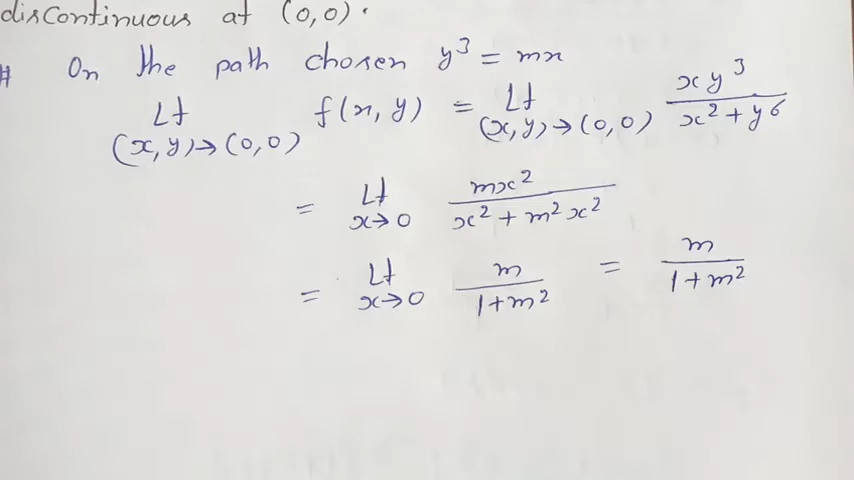 discontinuous at (0,0).
# On the path chosen y³ = mx
Lt (x,y)→(0,0) f(x,y) = Lt (x,y)→(0,0) xy³/(x² + y⁶)
= Lt x→0 mx²/(x² + m²x²)
= Lt x→0 m/(1+m²) = m/(1+m²)